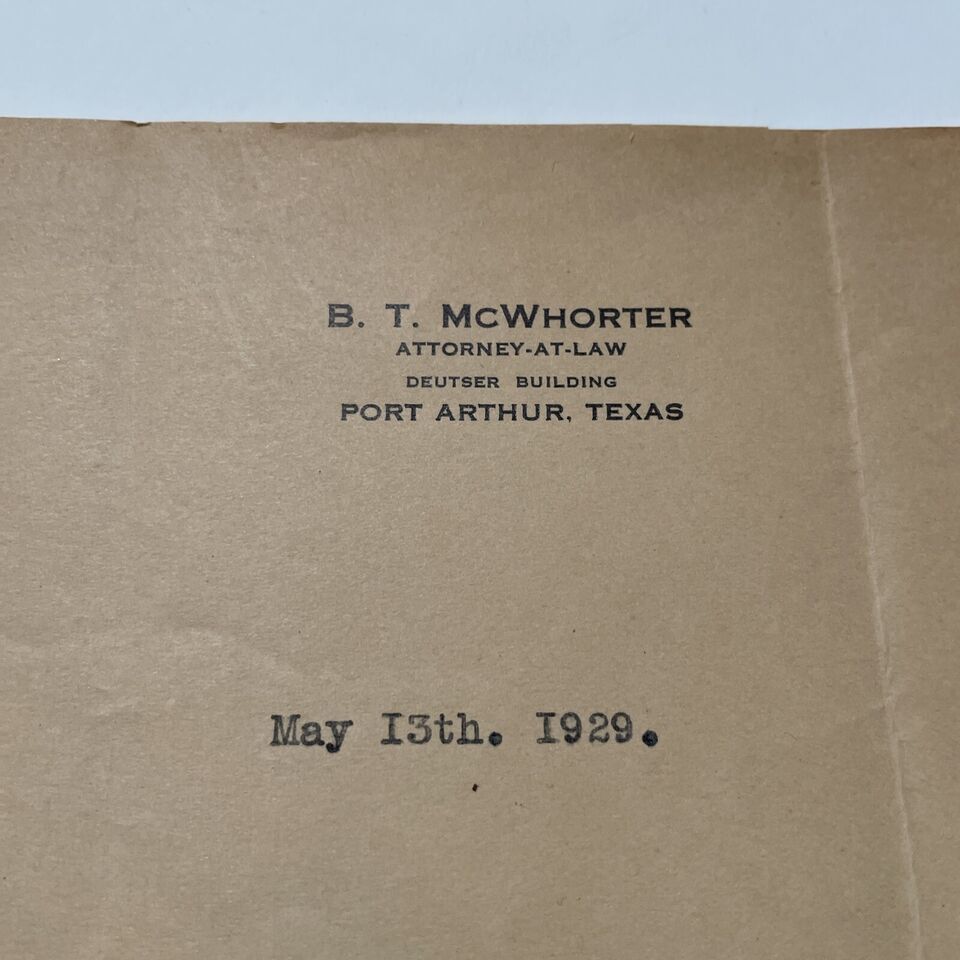 B. T. McWHORTER
ATTORNEY-AT-LAW
DEUTSER BUILDING
PORT ARTHUR, TEXAS
May I3th. I929.